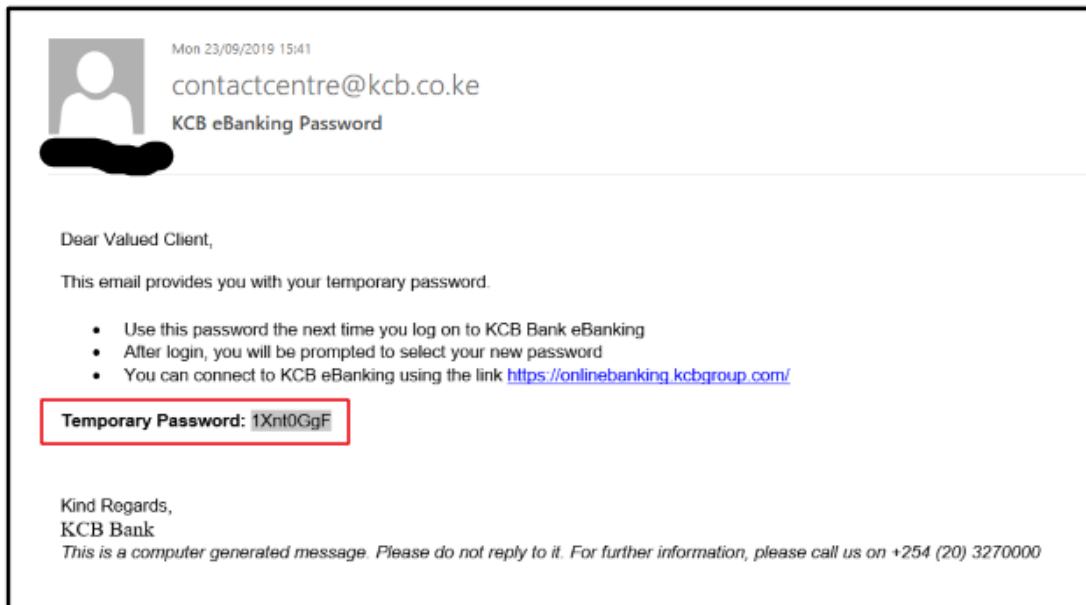 Mon 23/09/2019 15:41
contactcentre@kcb.co.ke
KCB eBanking Password
Dear Valued Client,
This email provides you with your temporary password.
• Use this password the next time you log on to KCB Bank eBanking
• After login, you will be prompted to select your new password
• You can connect to KCB eBanking using the link https://onlinebanking.kcbgroup.com/
Temporary Password: 1Xnt0GgF
Kind Regards,
KCB Bank
This is a computer generated message. Please do not reply to it. For further information, please call us on +254 (20) 3270000